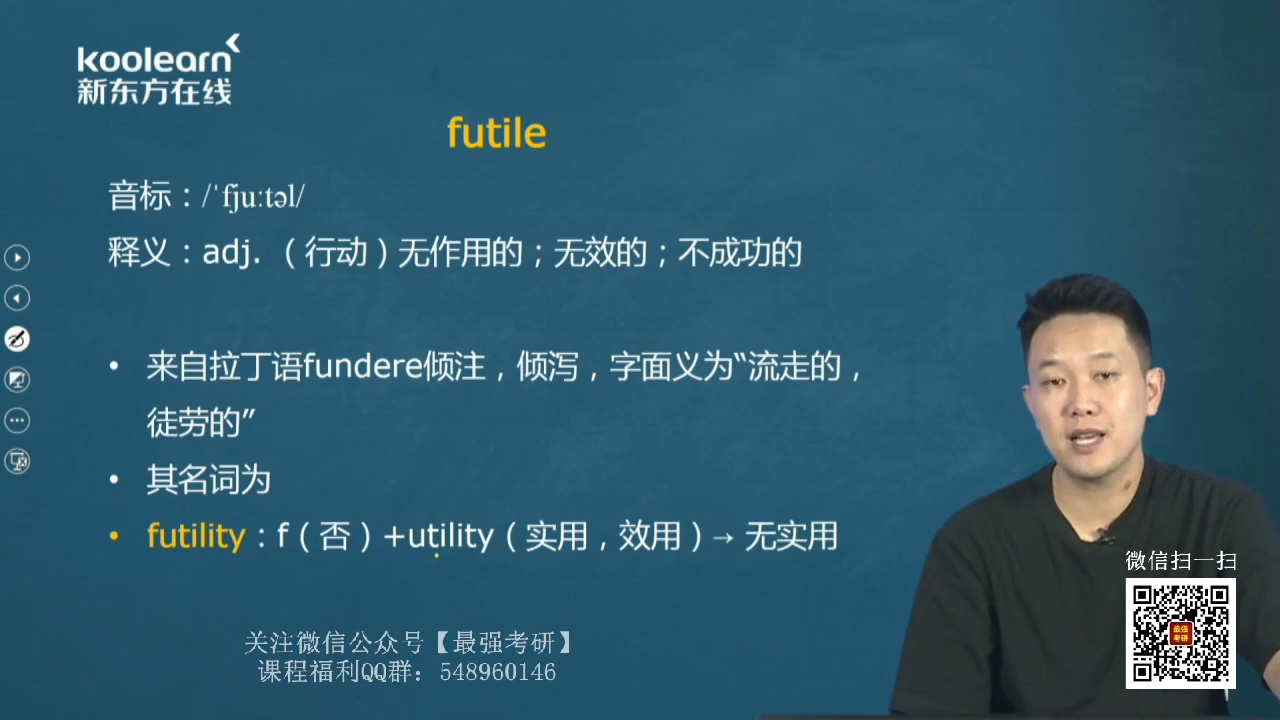 koolearn
新东方在线
futile
音标：/ˈfjuːtəl/
释义：adj.（行动）无作用的；无效的；不成功的
• 来自拉丁语fundere倾注，倾泻，字面义为“流走的，
徒劳的”
• 其名词为
• futility：f（否）+utility（实用，效用）→ 无实用
微信扫一扫
最强
考研
关注微信公众号【最强考研】
课程福利QQ群：548960146